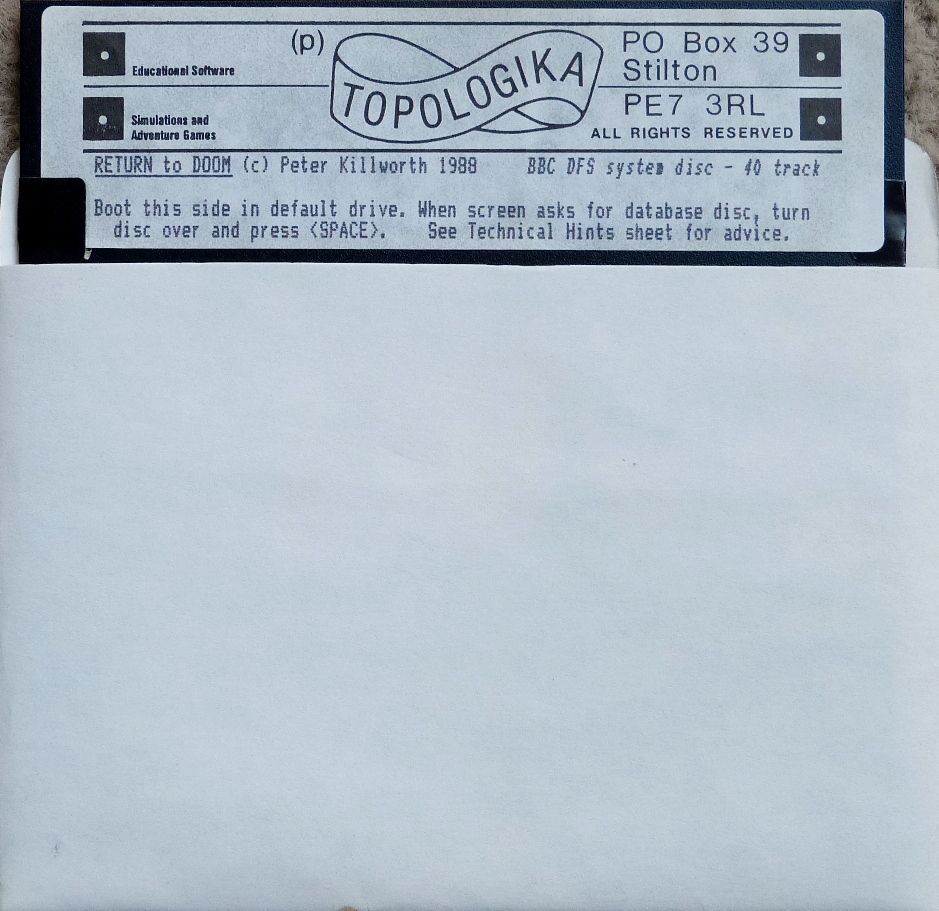 (p)
TOPOLOGIKA
Educational Software
Simulations and
Adventure Games
PO Box 39
Stilton
PE7 3RL
ALL RIGHTS RESERVED
RETURN to DOOM (c) Peter Killworth 1988 BBC DFS system disc - 40 track
Boot this side in default drive. When screen asks for database disc, turn
disc over and press <SPACE>. See Technical Hints sheet for advice.